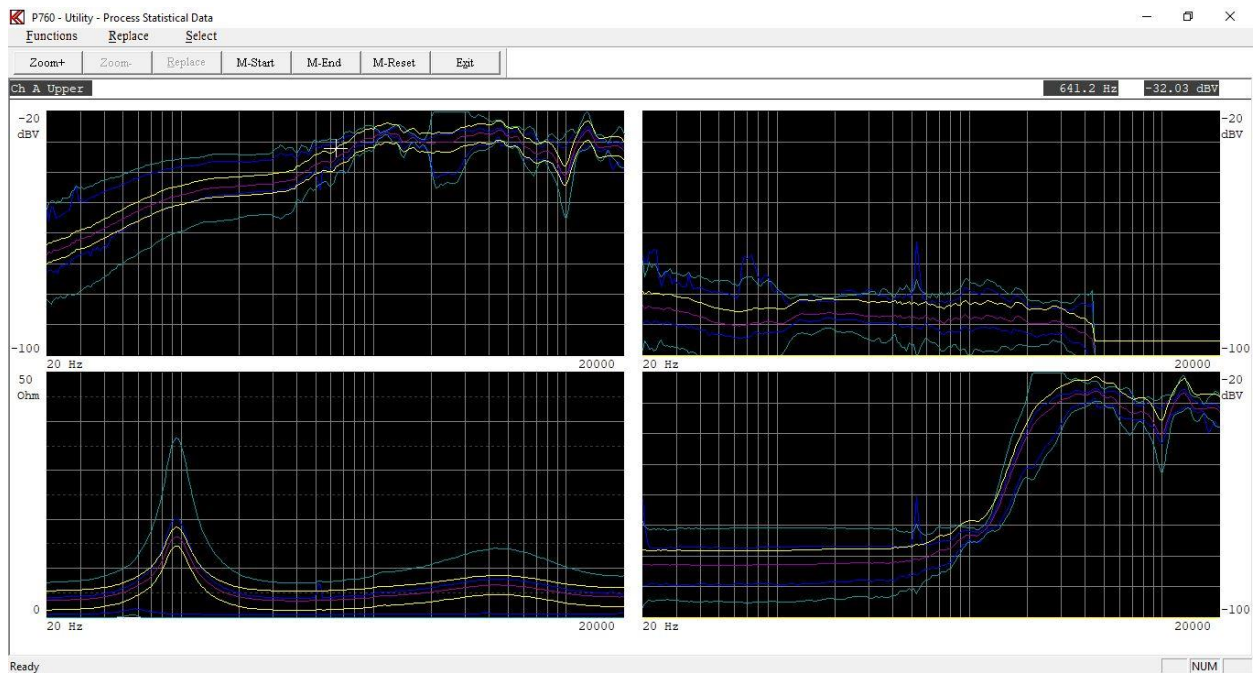 P760 - Utility - Process Statistical Data
Functions Replace Select
Zoom+ Zoom- Replace M-Start M-End M-Reset Exit
Ch A Upper 641.2 Hz -32.03 dBV
-20 -20
dBV dBV
-100 -100
20 Hz 20000 20 Hz 20000
50 -20
Ohm dBV
0 -100
20 Hz 20000 20 Hz 20000
Ready NUM